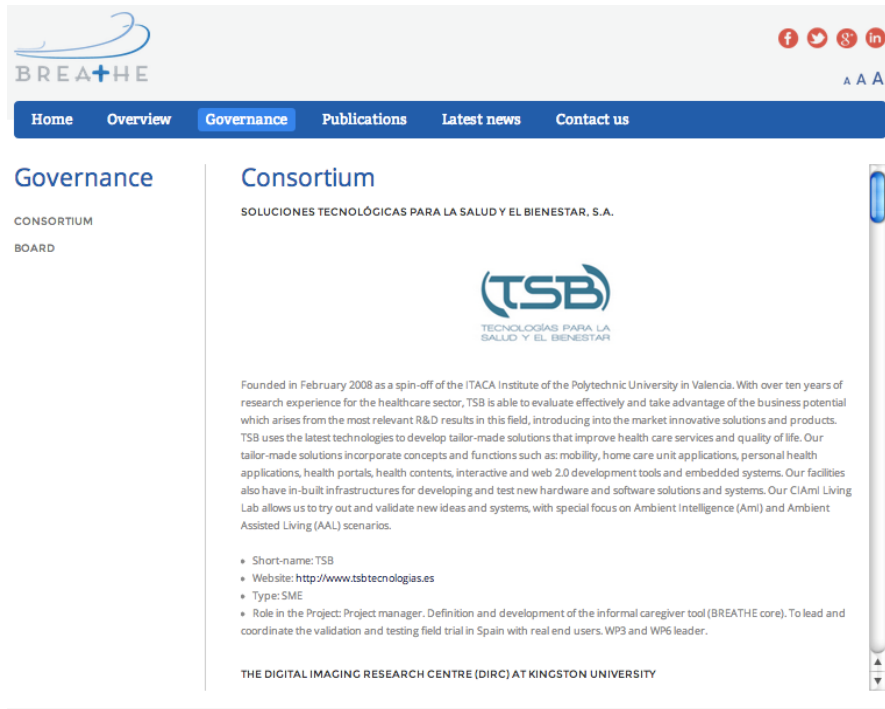 BREATHE
A A A
Home Overview Governance Publications Latest news Contact us
Governance
CONSORTIUM
BOARD
Consortium
SOLUCIONES TECNOLÓGICAS PARA LA SALUD Y EL BIENESTAR, S.A.
TSB
TECNOLOGÍAS PARA LA
SALUD Y EL BIENESTAR
Founded in February 2008 as a spin-off of the ITACA Institute of the Polytechnic University in Valencia. With over ten years of
research experience for the healthcare sector, TSB is able to evaluate effectively and take advantage of the business potential
which arises from the most relevant R&D results in this field, introducing into the market innovative solutions and products.
TSB uses the latest technologies to develop tailor-made solutions that improve health care services and quality of life. Our
tailor-made solutions incorporate concepts and functions such as: mobility, home care unit applications, personal health
applications, health portals, health contents, interactive and web 2.0 development tools and embedded systems. Our facilities
also have in-built infrastructures for developing and test new hardware and software solutions and systems. Our CIAmI Living
Lab allows us to try out and validate new ideas and systems, with special focus on Ambient Intelligence (AmI) and Ambient
Assisted Living (AAL) scenarios.
• Short-name: TSB
• Website: http://www.tsbtecnologias.es
• Type: SME
• Role in the Project: Project manager. Definition and development of the informal caregiver tool (BREATHE core). To lead and
coordinate the validation and testing field trial in Spain with real end users. WP3 and WP6 leader.
THE DIGITAL IMAGING RESEARCH CENTRE (DIRC) AT KINGSTON UNIVERSITY